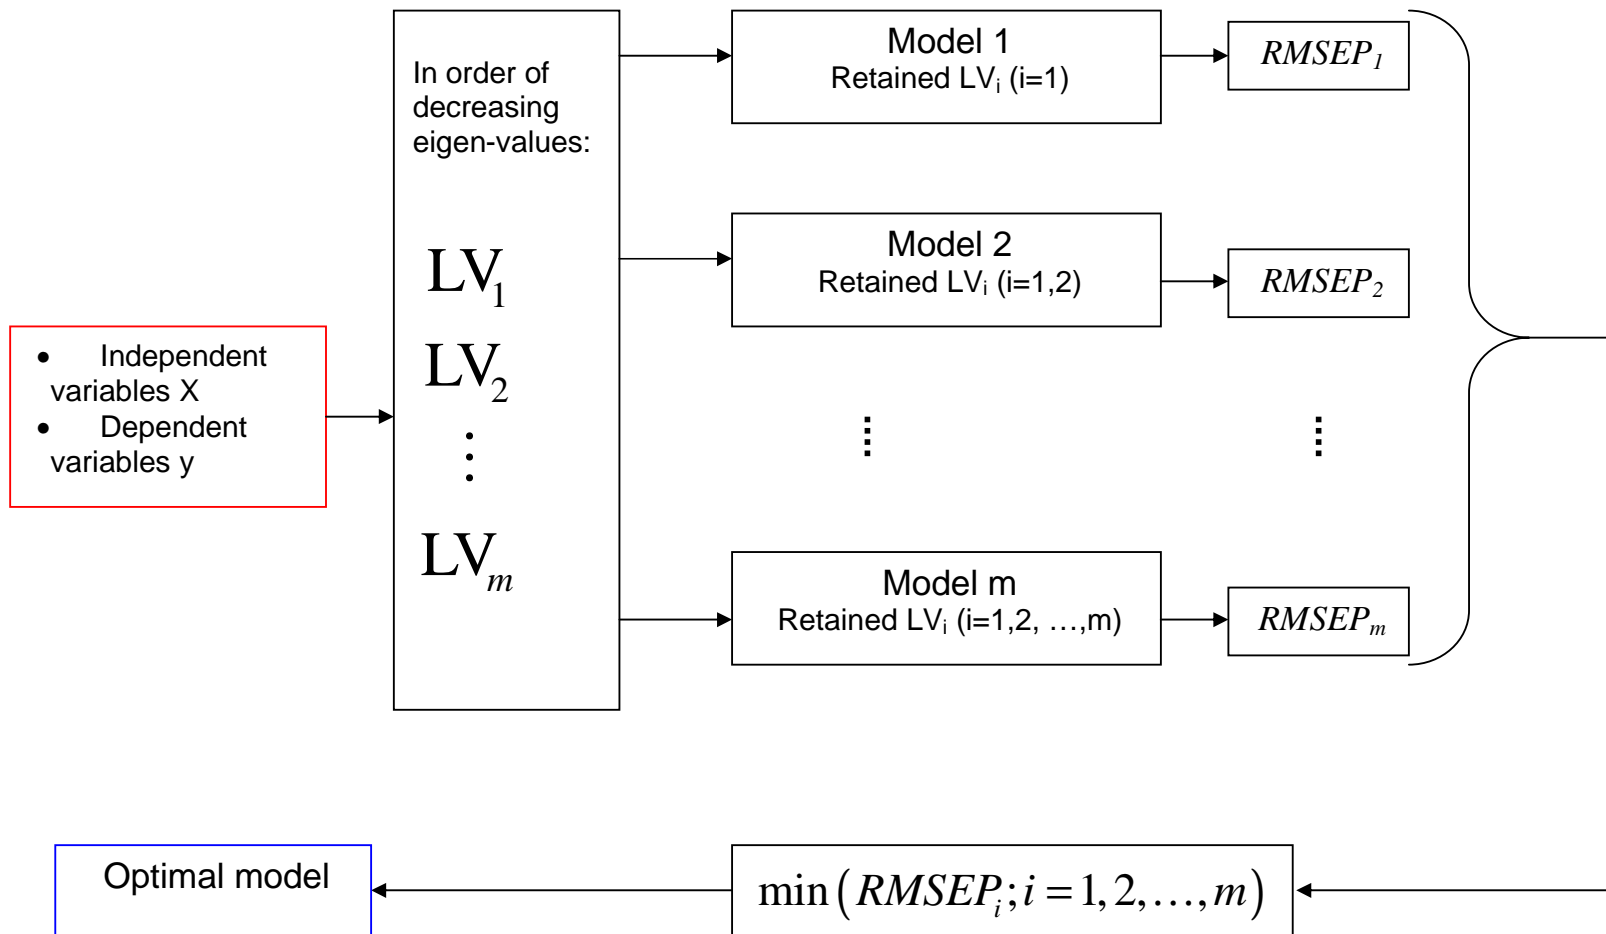 • Independent
variables X
• Dependent
variables y
In order of
decreasing
eigen-values:
LV₁
LV₂
⋮
LVₘ
Model 1
Retained LVᵢ (i=1)
RMSEP₁
Model 2
Retained LVᵢ (i=1,2)
RMSEP₂
⋮ ⋮
Model m
Retained LVᵢ (i=1,2, …,m)
RMSEPₘ
min(RMSEPᵢ; i = 1, 2, …, m)
Optimal model